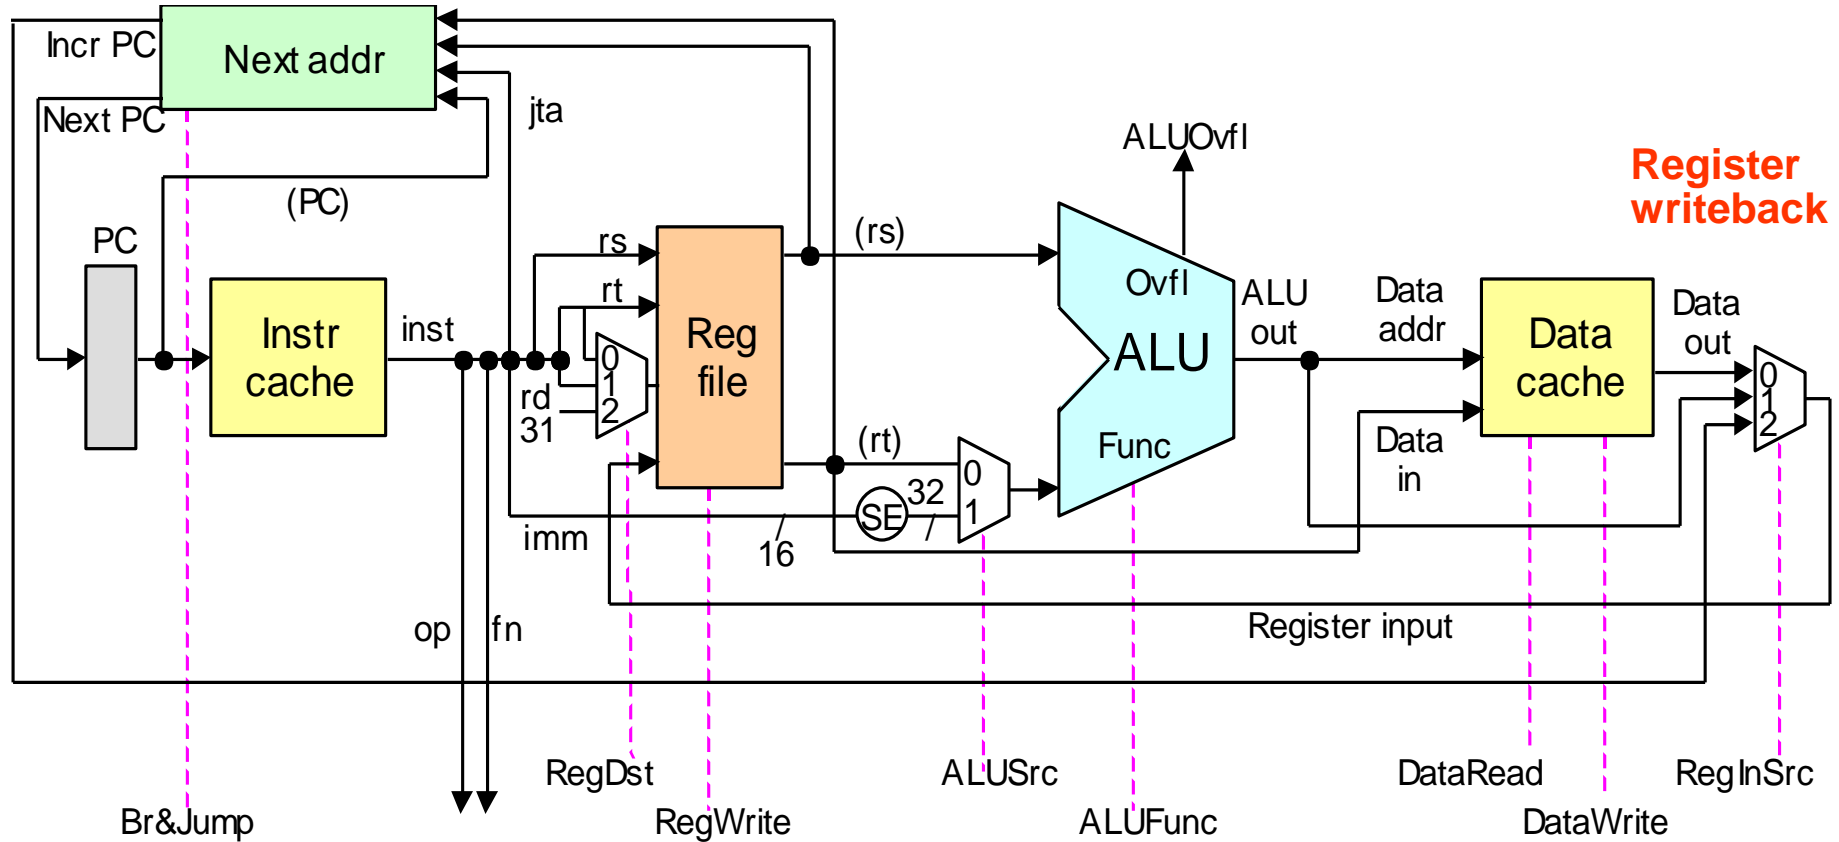 Incr PC
Next addr
Next PC
jta
(PC)
ALUOvfl
Register
writeback
PC
rs
(rs)
rt
Ovfl
ALU
out
Data
addr
Data
out
Instr
cache
inst
Reg
file
ALU
Data
cache
0
1
2
rd
31
0
1
2
(rt)
Func
Data
in
0
1
32
SE
imm
16
op
fn
Register input
RegDst
ALUSrc
DataRead
RegInSrc
Br&Jump
RegWrite
ALUFunc
DataWrite